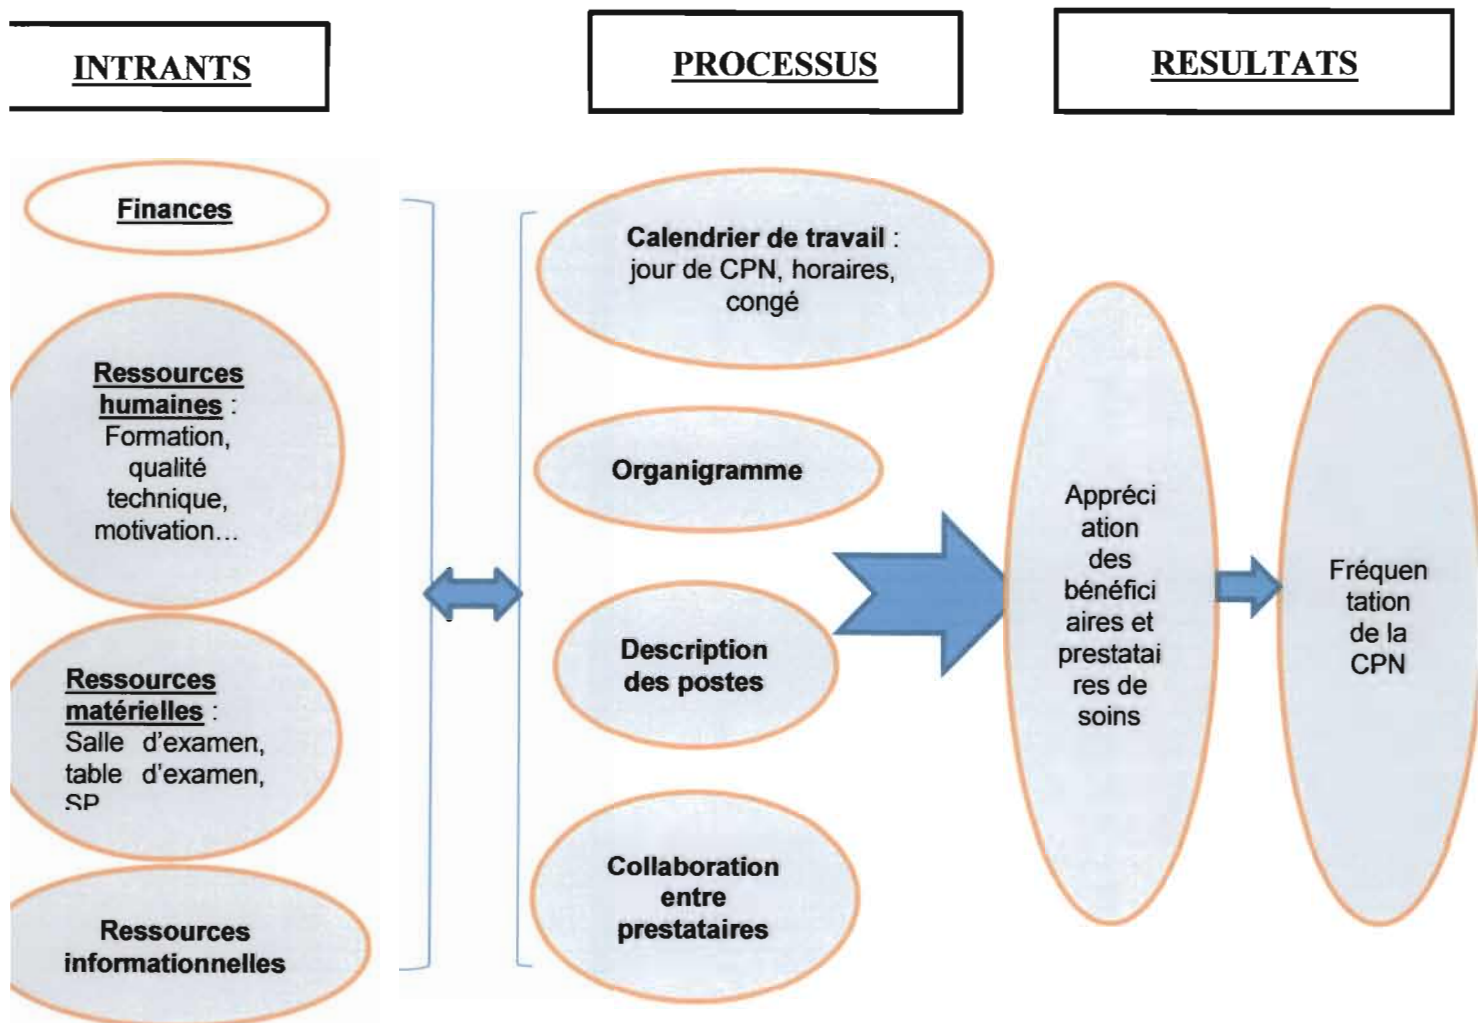 INTRANTS
PROCESSUS
RESULTATS
Finances
Ressources
humaines :
Formation,
qualité
technique,
motivation...
Ressources
matérielles :
Salle d'examen,
table d'examen,
SP
Ressources
informationnelles
Calendrier de travail :
jour de CPN, horaires,
congé
Organigramme
Description
des postes
Collaboration
entre
prestataires
Appréci
ation
des
bénéfici
aires et
prestatai
res de
soins
Fréquen
tation
de la
CPN